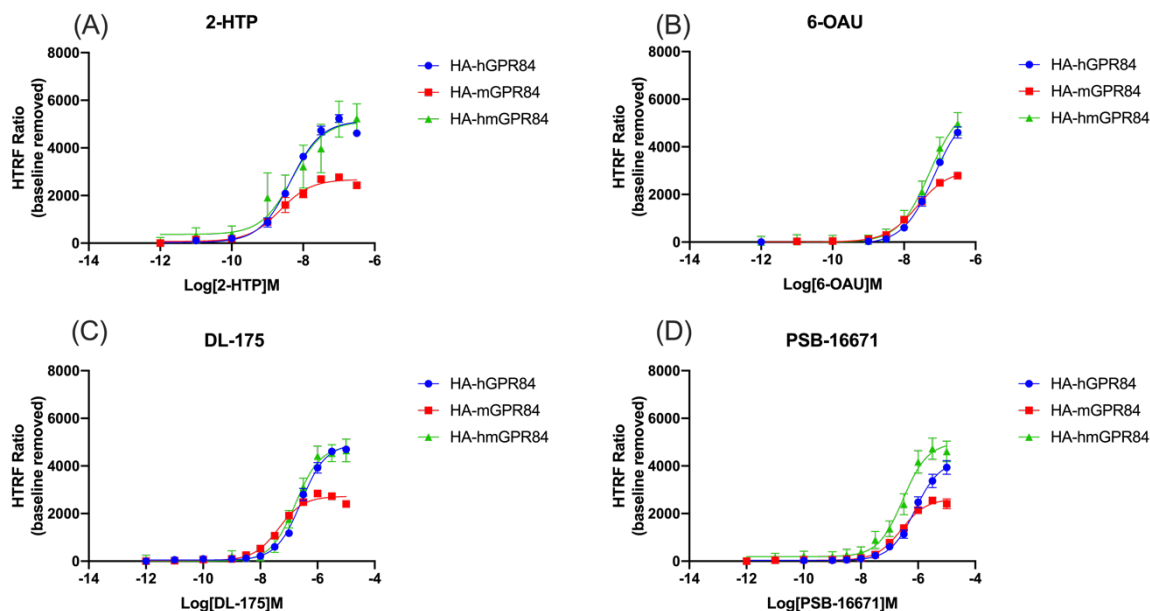 (A)
2-HTP
8000
6000
4000
2000
0
HTRF Ratio
(baseline removed)
-14
-12
-10
-8
-6
Log[2-HTP]M
HA-hGPR84
HA-mGPR84
HA-hmGPR84
(B)
6-OAU
8000
6000
4000
2000
0
HTRF Ratio
(baseline removed)
-14
-12
-10
-8
-6
Log[6-OAU]M
HA-hGPR84
HA-mGPR84
HA-hmGPR84
(C)
DL-175
8000
6000
4000
2000
0
HTRF Ratio
(baseline removed)
-14
-12
-10
-8
-6
-4
Log[DL-175]M
HA-hGPR84
HA-mGPR84
HA-hmGPR84
(D)
PSB-16671
8000
6000
4000
2000
0
HTRF Ratio
(baseline removed)
-14
-12
-10
-8
-6
-4
Log[PSB-16671]M
HA-hGPR84
HA-mGPR84
HA-hmGPR84